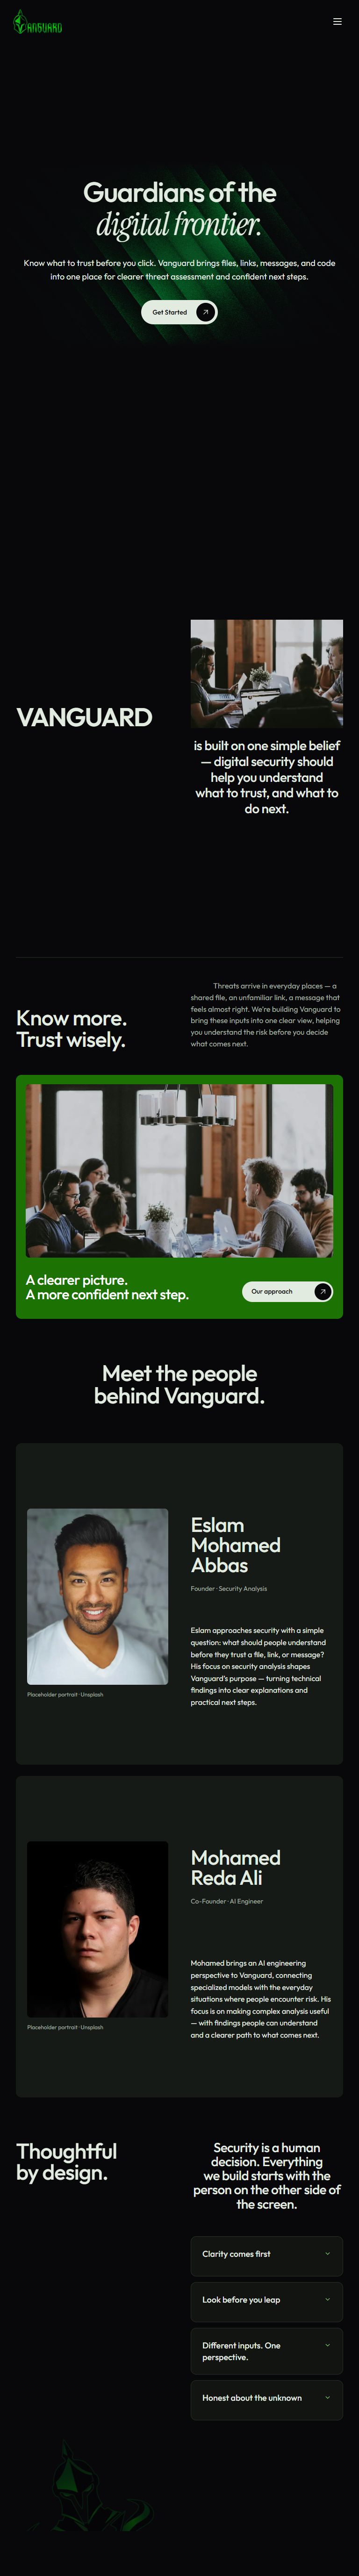 VANGUARD
Guardians of the
digital frontier.
Know what to trust before you click. Vanguard brings files, links, messages, and code
into one place for clearer threat assessment and confident next steps.
Get Started
VANGUARD
is built on one simple belief
— digital security should
help you understand
what to trust, and what to
do next.
Know more.
Trust wisely.
Threats arrive in everyday places — a
shared file, an unfamiliar link, a message that
feels almost right. We're building Vanguard to
bring these inputs into one clear view, helping
you understand the risk before you decide
what comes next.
A clearer picture.
A more confident next step.
Our approach
Meet the people
behind Vanguard.
Eslam
Mohamed
Abbas
Founder · Security Analysis
Eslam approaches security with a simple
question: what should people understand
before they trust a file, link, or message?
His focus on security analysis shapes
Vanguard's purpose — turning technical
findings into clear explanations and
practical next steps.
Placeholder portrait · Unsplash
Mohamed
Reda Ali
Co-Founder · AI Engineer
Mohamed brings an AI engineering
perspective to Vanguard, connecting
specialized models with the everyday
situations where people encounter risk. His
focus is on making complex analysis useful
— with findings people can understand
and a clearer path to what comes next.
Placeholder portrait · Unsplash
Thoughtful
by design.
Security is a human
decision. Everything
we build starts with the
person on the other side of
the screen.
Clarity comes first
Look before you leap
Different inputs. One
perspective.
Honest about the unknown